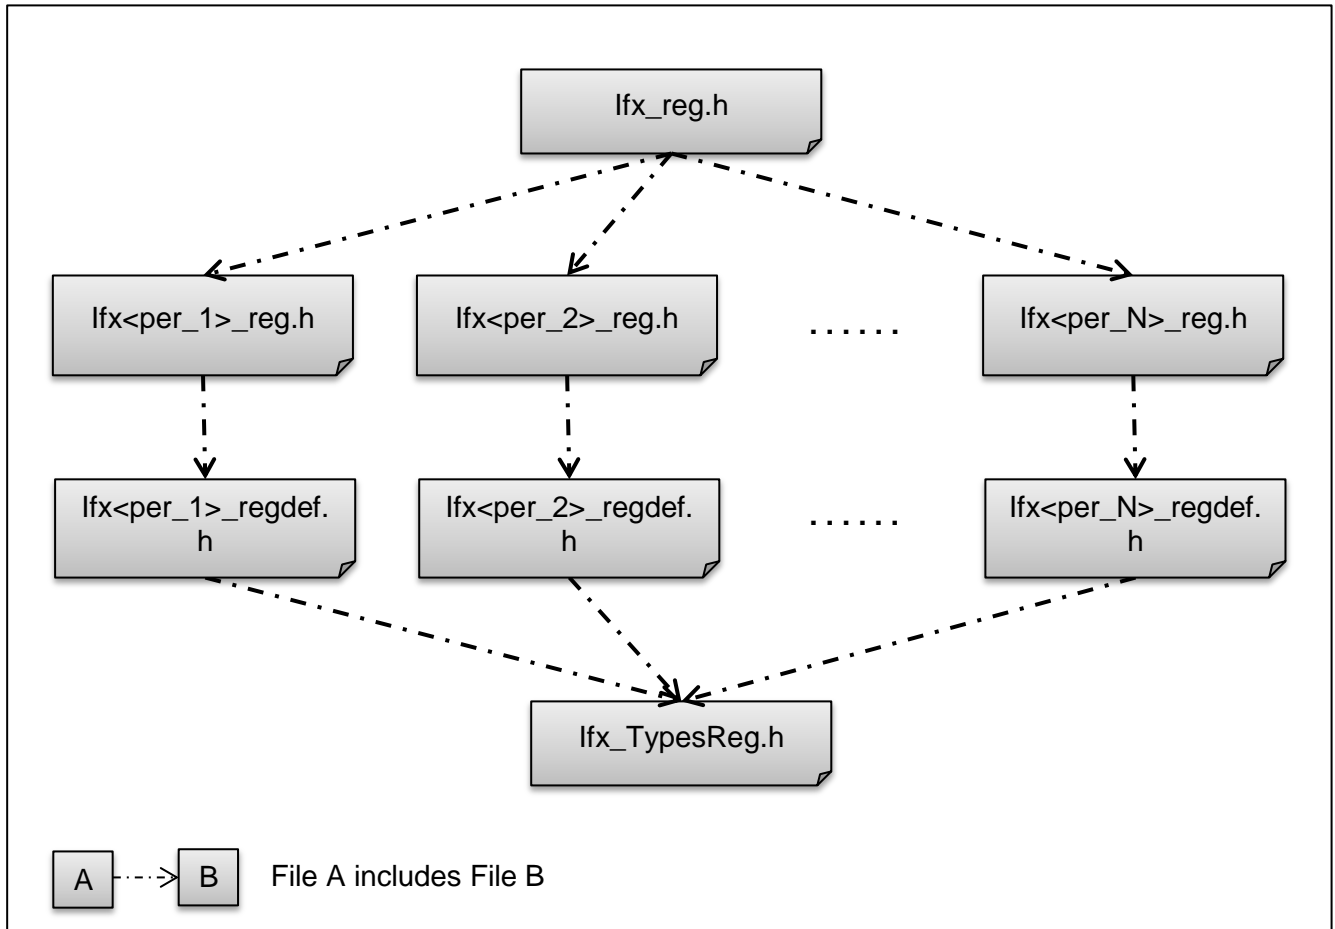 Ifx_reg.h
Ifx<per_1>_reg.h
Ifx<per_2>_reg.h
......
Ifx<per_N>_reg.h
Ifx<per_1>_regdef.
h
Ifx<per_2>_regdef.
h
......
Ifx<per_N>_regdef.
h
Ifx_TypesReg.h
A
B
File A includes File B